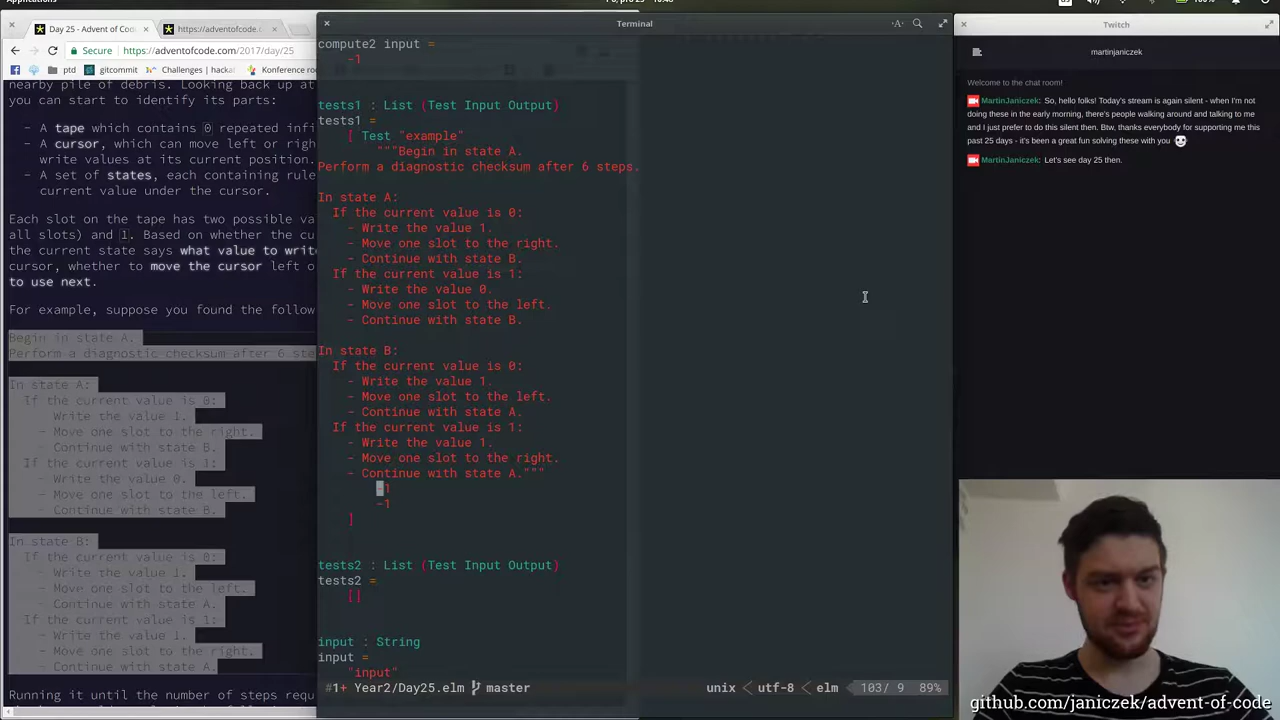 Applications
Day 25 - Advent of Cod
https://adventofcode.c
Secure
https://adventofcode.com/2017/day/25
ptd
gitcommit
Challenges | hacka
Konference ro
nearby pile of debris. Looking backup at
you can start to identify its parts:
- A tape which contains 0 repeated infi
- A cursor, which can move left or righ
write values at its current position.
- A set of states, each containing rule
current value under the cursor.
Each slot on the tape has two possible va
all slots) and 1. Based on whether the cu
the current state says what value to write
cursor, whether to move the cursor left o
to use next.
For example, suppose you found the follow
Begin in state A.
Perform a diagnostic checksum after 6 ste
In state A:
If the current value is 0:
- Write the value 1.
- Move one slot to the right.
- Continue with state B.
If the current value is 1:
- Write the value 0.
- Move one slot to the left.
- Continue with state B.
In state B:
If the current value is 0:
- Write the value 1.
- Move one slot to the left.
- Continue with state A.
If the current value is 1:
- Write the value 1.
- Move one slot to the right.
- Continue with state A.
Running it until the number of steps requ
Terminal
-A-
compute2 input =
-1
tests1 : List (Test Input Output)
tests1 =
[ Test "example"
"""Begin in state A.
Perform a diagnostic checksum after 6 steps.
In state A:
If the current value is 0:
- Write the value 1.
- Move one slot to the right.
- Continue with state B.
If the current value is 1:
- Write the value 0.
- Move one slot to the left.
- Continue with state B.
In state B:
If the current value is 0:
- Write the value 1.
- Move one slot to the left.
- Continue with state A.
If the current value is 1:
- Write the value 1.
- Move one slot to the right.
- Continue with state A."""
-1
-1
]
tests2 : List (Test Input Output)
tests2 =
[]
input : String
input =
"input"
#1+ Year2/Day25.elm master
unix < utf-8 < elm 103/ 9 89%
Twitch
martinjaniczek
Welcome to the chat room!
MartinJaniczek: So, hello folks! Today's stream is again silent - when I'm not
doing these in the early morning, there's people walking around and talking to me
and I just prefer to do this silent then. Btw, thanks everybody for supporting me this
past 25 days - it's been a great fun solving these with you
MartinJaniczek: Let's see day 25 then.
github.com/janiczek/advent-of-code